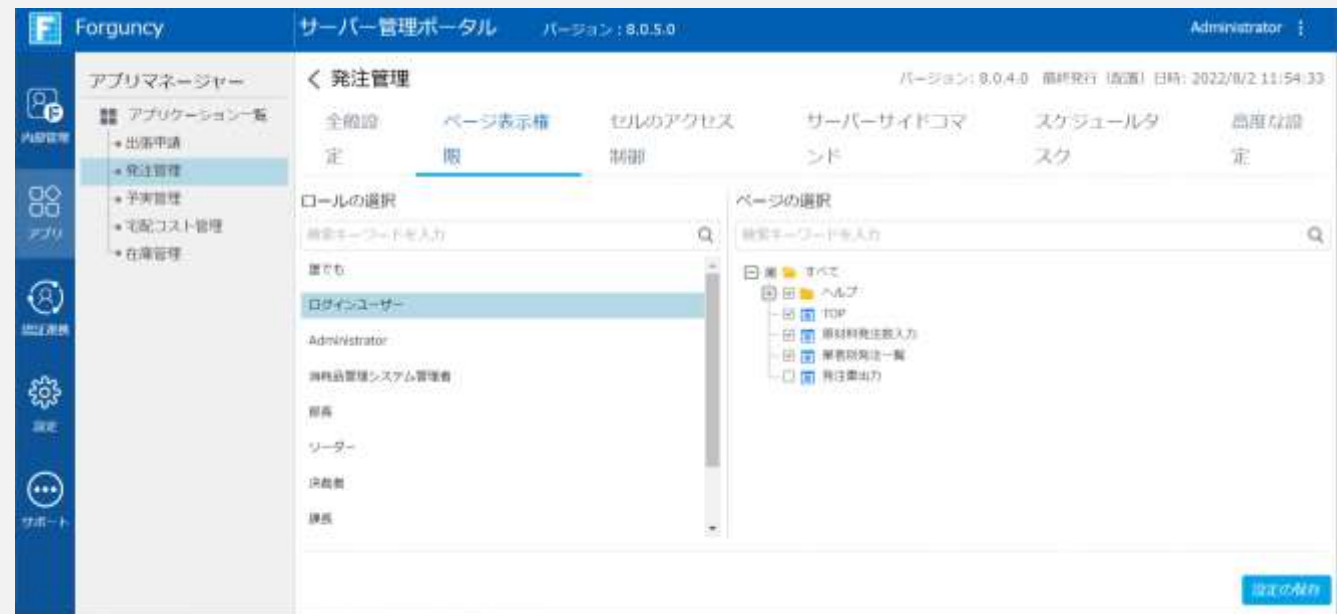 Forguncy
サーバー管理ポータル
バージョン : 8.0.5.0
Administrator
内部管理
アプリ
認証連携
設定
サポート
アプリマネージャー
アプリケーション一覧
出張申請
発注管理
予実管理
宅配コスト管理
在庫管理
発注管理
バージョン: 8.0.4.0 最終発行（配置）日時: 2022/8/2 11:54:33
全般設
定
ページ表示権
限
セルのアクセス
制御
サーバーサイドコマ
ンド
スケジュールタ
スク
高度な設
定
ロールの選択
検索キーワードを入力
誰でも
ログインユーザー
Administrator
消耗品管理システム管理者
部長
リーダー
決裁者
課長
ページの選択
検索キーワードを入力
すべて
ヘルプ
TOP
原材料発注数入力
業者別発注一覧
発注書出力
設定の保存